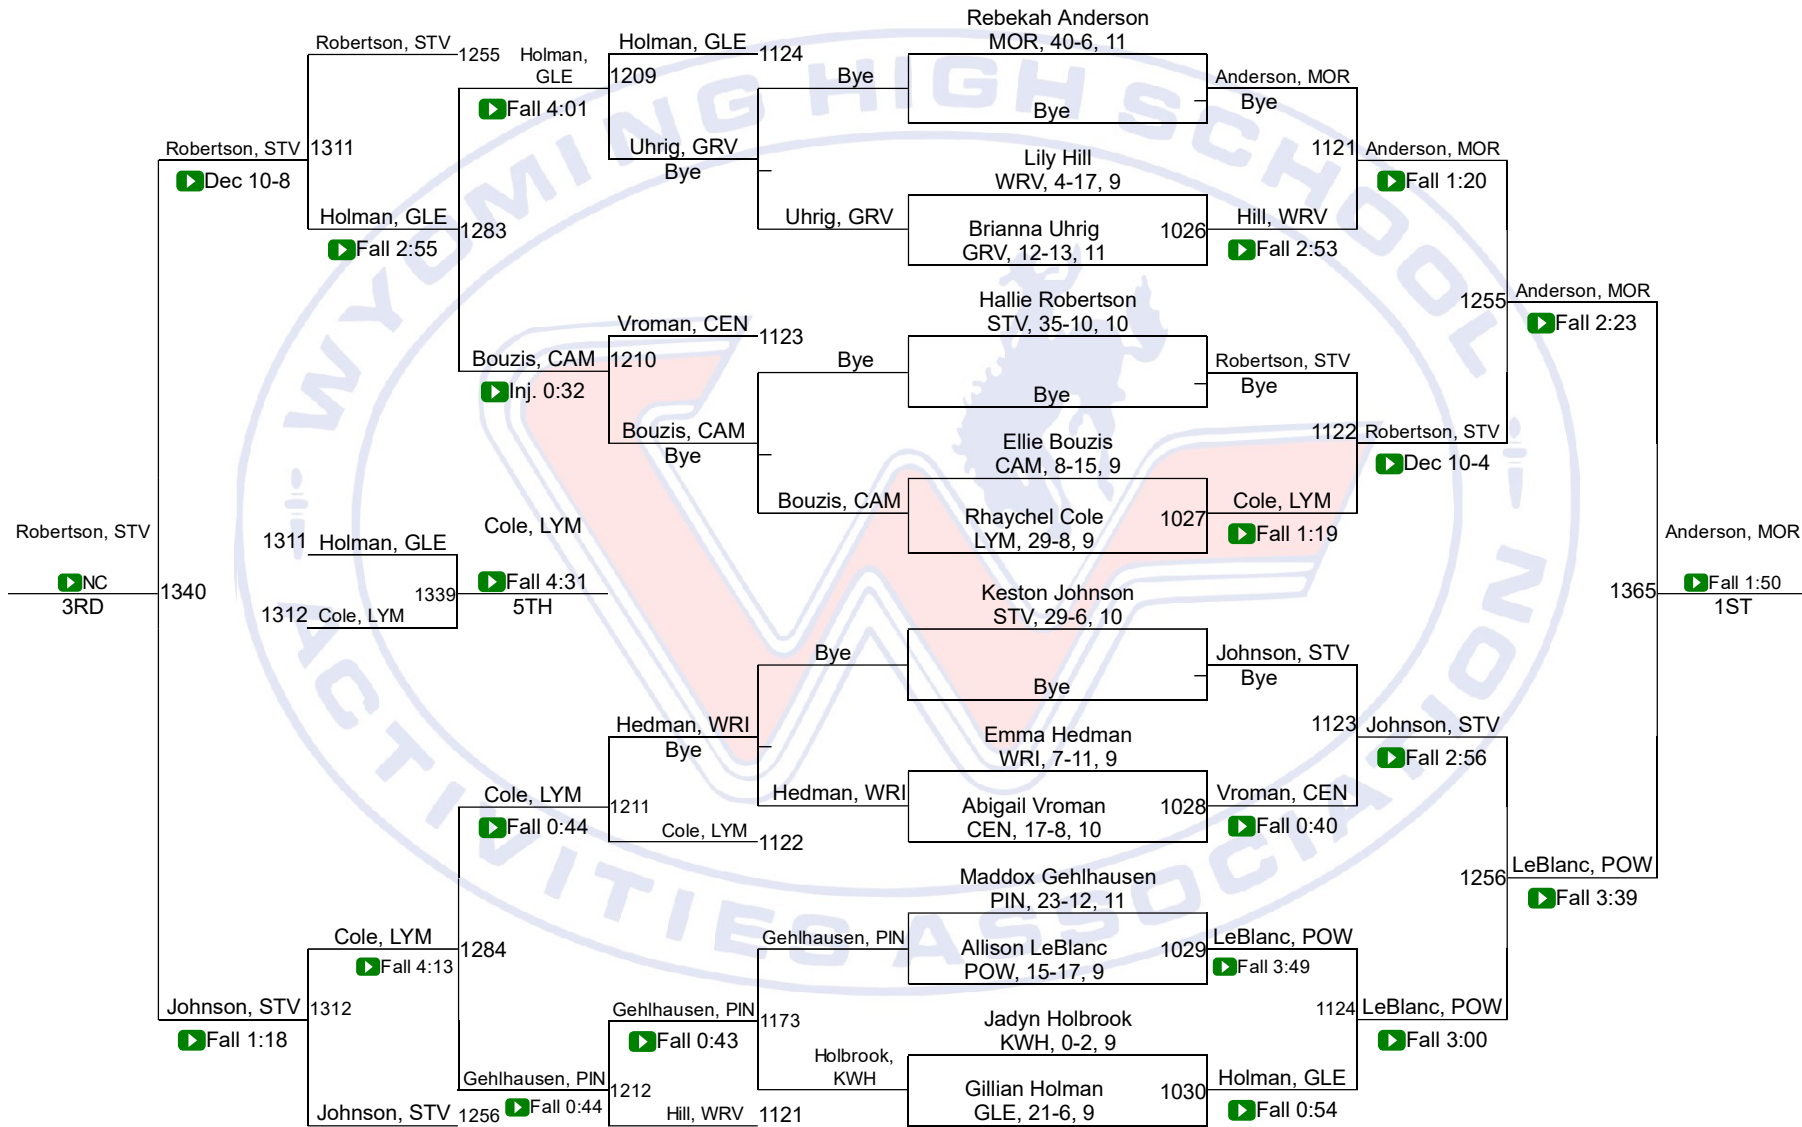 WYOMING HIGH SCHOOL
ACTIVITIES ASSOCIATION
Robertson, STV
1255
Holman,
GLE
Fall 4:01
Holman, GLE
1124
1209
Uhrig, GRV
Bye
Bye
Rebekah Anderson
MOR, 40-6, 11
Bye
Anderson, MOR
Bye
Robertson, STV
1311
Dec 10-8
Holman, GLE
1283
Fall 2:55
Uhrig, GRV
Lily Hill
WRV, 4-17, 9
Brianna Uhrig
GRV, 12-13, 11
1026
Hill, WRV
Fall 2:53
1121
Anderson, MOR
Fall 1:20
Vroman, CEN
1123
Bouzis, CAM
1210
Inj. 0:32
Bouzis, CAM
Bye
Bye
Hallie Robertson
STV, 35-10, 10
Bye
Robertson, STV
Bye
1255
Anderson, MOR
Fall 2:23
Bouzis, CAM
Ellie Bouzis
CAM, 8-15, 9
Rhaychel Cole
LYM, 29-8, 9
1027
Cole, LYM
Fall 1:19
1122
Robertson, STV
Dec 10-4
Robertson, STV
NC
3RD
1340
1311
Holman, GLE
1312
Cole, LYM
1339
Cole, LYM
Fall 4:31
5TH
Anderson, MOR
1365
Fall 1:50
1ST
Bye
Keston Johnson
STV, 29-6, 10
Bye
Johnson, STV
Bye
Hedman, WRI
Bye
Hedman, WRI
Emma Hedman
WRI, 7-11, 9
Abigail Vroman
CEN, 17-8, 10
1028
Vroman, CEN
Fall 0:40
1123
Johnson, STV
Fall 2:56
Cole, LYM
1211
Fall 0:44
Cole, LYM
1122
1256
LeBlanc, POW
Fall 3:39
Cole, LYM
1284
Fall 4:13
Gehlhausen, PIN
Maddox Gehlhausen
PIN, 23-12, 11
Allison LeBlanc
POW, 15-17, 9
1029
LeBlanc, POW
Fall 3:49
Johnson, STV
1312
Fall 1:18
Gehlhausen, PIN
1173
Fall 0:43
Holbrook,
KWH
Jadyn Holbrook
KWH, 0-2, 9
Gillian Holman
GLE, 21-6, 9
1030
Holman, GLE
Fall 0:54
1124
LeBlanc, POW
Fall 3:00
Gehlhausen, PIN
1212
Fall 0:44
Johnson, STV
1256
Hill, WRV
1121